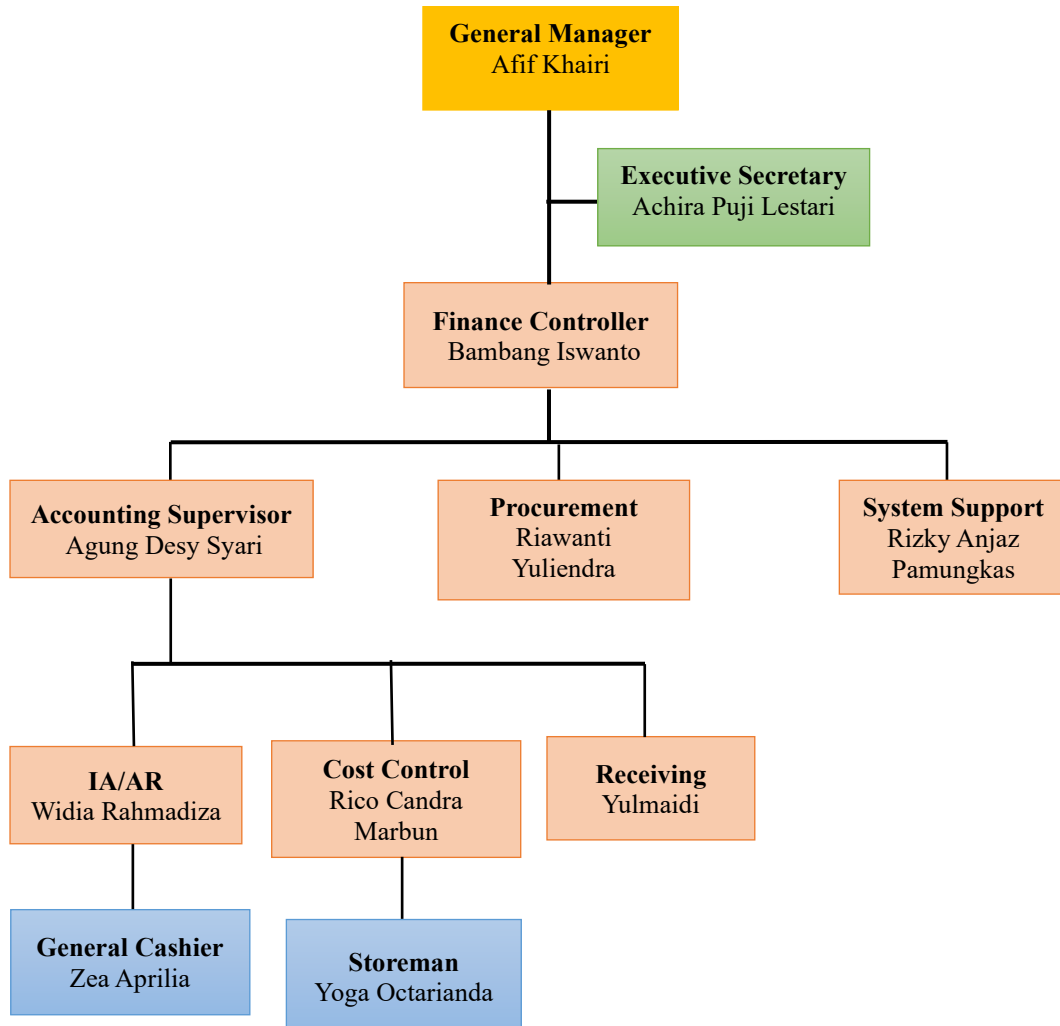 General Manager
Afif Khairi
Executive Secretary
Achira Puji Lestari
Finance Controller
Bambang Iswanto
Accounting Supervisor
Agung Desy Syari
Procurement
Riawanti
Yuliendra
System Support
Rizky Anjaz
Pamungkas
IA/AR
Widia Rahmadiza
Cost Control
Rico Candra
Marbun
Receiving
Yulmaidi
General Cashier
Zea Aprilia
Storeman
Yoga Octarianda